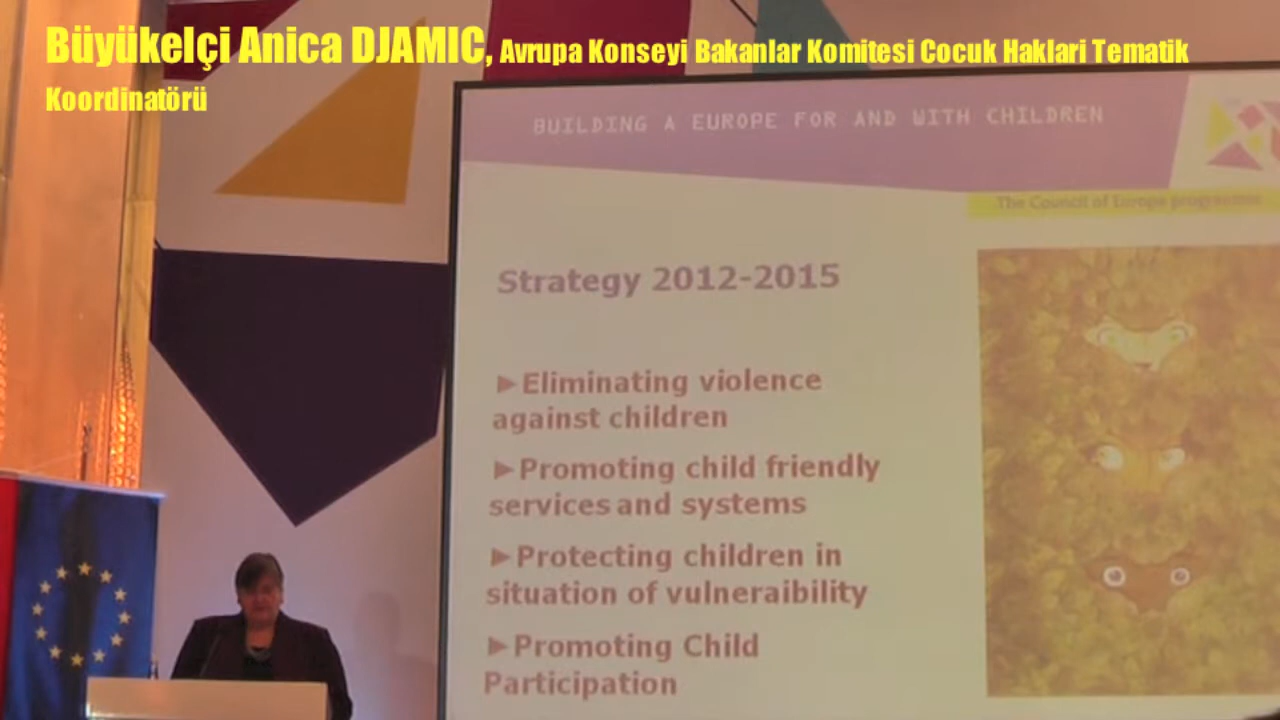 Büyükelçi Anica DJAMIC, Avrupa Konseyi Bakanlar Komitesi Cocuk Haklari Tematik
Koordinatörü
BUILDING A EUROPE FOR AND WITH CHILDREN
The Council of Europe programme
Strategy 2012-2015
►Eliminating violence
against children
►Promoting child friendly
services and systems
►Protecting children in
situation of vulneraibility
►Promoting Child
Participation